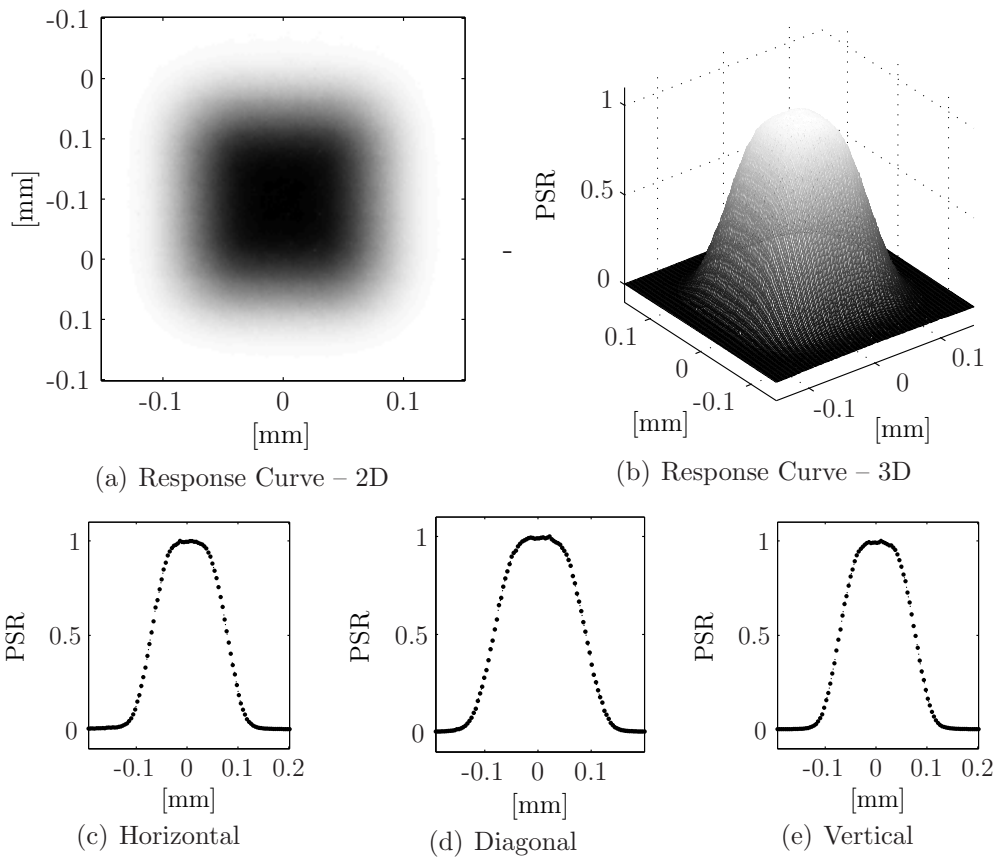 -0.1
0
0.1
-0.1
0
0.1
-0.1
[mm]
-0.1 0 0.1
[mm]
(a) Response Curve – 2D
1
0.5
0
PSR
0.1
0
-0.1
[mm]
-0.1
0
0.1
[mm]
(b) Response Curve – 3D
1
0.5
0
PSR
-0.1 0 0.1 0.2
[mm]
(c) Horizontal
1
0.5
0
PSR
-0.1 0 0.1
[mm]
(d) Diagonal
1
0.5
0
PSR
-0.1 0 0.1 0.2
[mm]
(e) Vertical